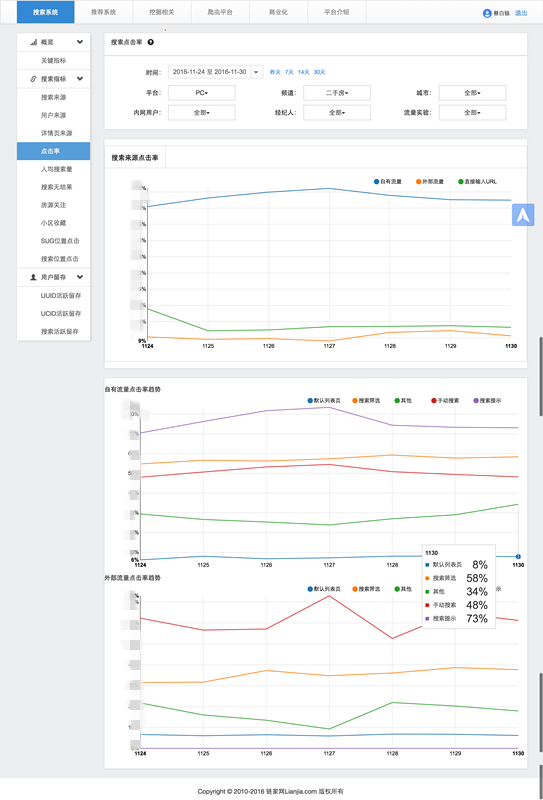 搜索系统 推荐系统 挖掘相关 爬虫平台 商业化 平台介绍 退出
概览
关键指标
搜索指标
搜索来源
用户来源
详情页来源
点击率
人均搜索量
搜索无结果
房源关注
小区收藏
SUG位置点击
搜索位置点击
用户留存
UUID活跃留存
UCID活跃留存
搜索活跃留存
搜索点击率
时间: 2016-11-24 至 2016-11-30 昨天 7天 14天 30天
平台: PC 频道: 二手房 城市: 全部
内网用户: 全部 经纪人: 全部 流量实验: 全部
搜索来源点击率
自有流量 外部流量 直接输入URL
9%
1124 1125 1126 1127 1128 1129 1130
自有流量点击率趋势
默认列表页 搜索筛选 其他 手动搜索 搜索提示
6%
1124 1125 1126 1127 1128 1129 1130
1130
默认列表页 8%
搜索筛选 58%
其他 34%
手动搜索 48%
搜索提示 73%
外部流量点击率趋势
默认列表页 搜索筛选 其他
1124 1125 1126 1127 1128 1129 1130
Copyright © 2010-2016 链家网Lianjia.com 版权所有